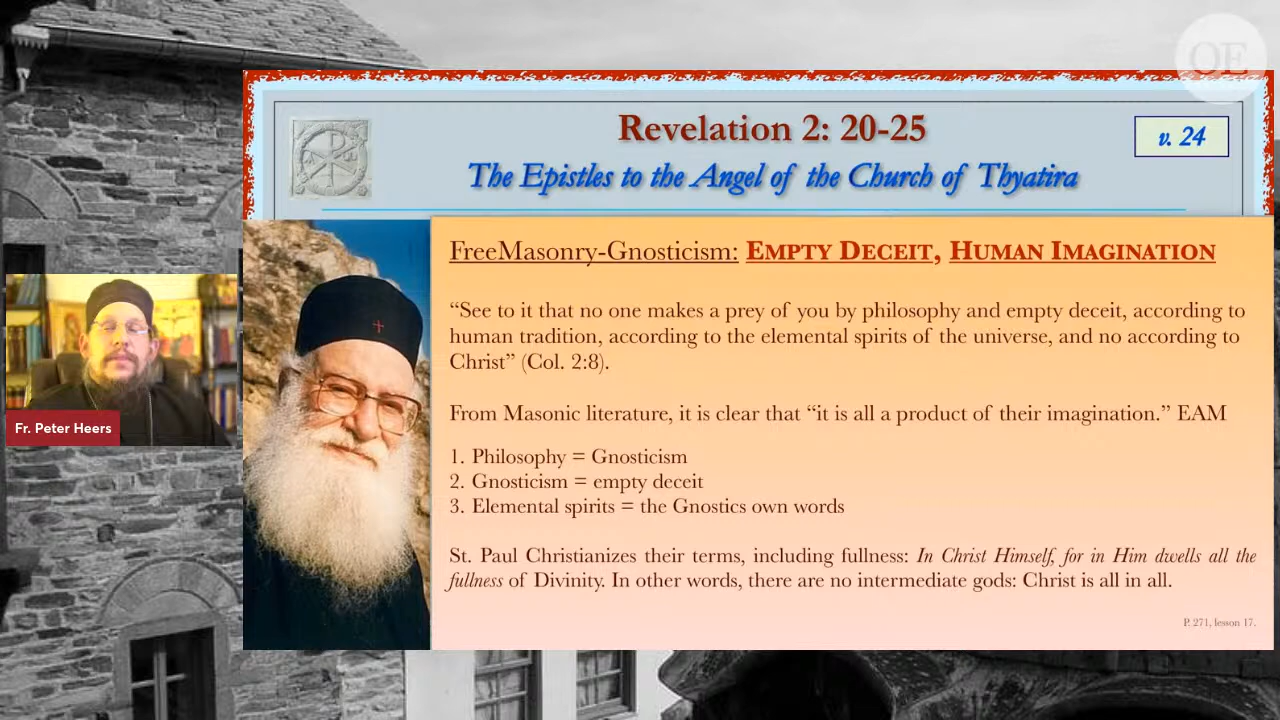 OE
Revelation 2: 20-25
v. 24
The Epistles to the Angel of the Church of Thyatira
FreeMasonry-Gnosticism: EMPTY DECEIT, HUMAN IMAGINATION
“See to it that no one makes a prey of you by philosophy and empty deceit, according to
human tradition, according to the elemental spirits of the universe, and no according to
Christ” (Col. 2:8).
From Masonic literature, it is clear that “it is all a product of their imagination.” EAM
1. Philosophy = Gnosticism
2. Gnosticism = empty deceit
3. Elemental spirits = the Gnostics own words
St. Paul Christianizes their terms, including fullness: In Christ Himself, for in Him dwells all the
fullness of Divinity. In other words, there are no intermediate gods: Christ is all in all.
P. 271, lesson 17.
Fr. Peter Heers